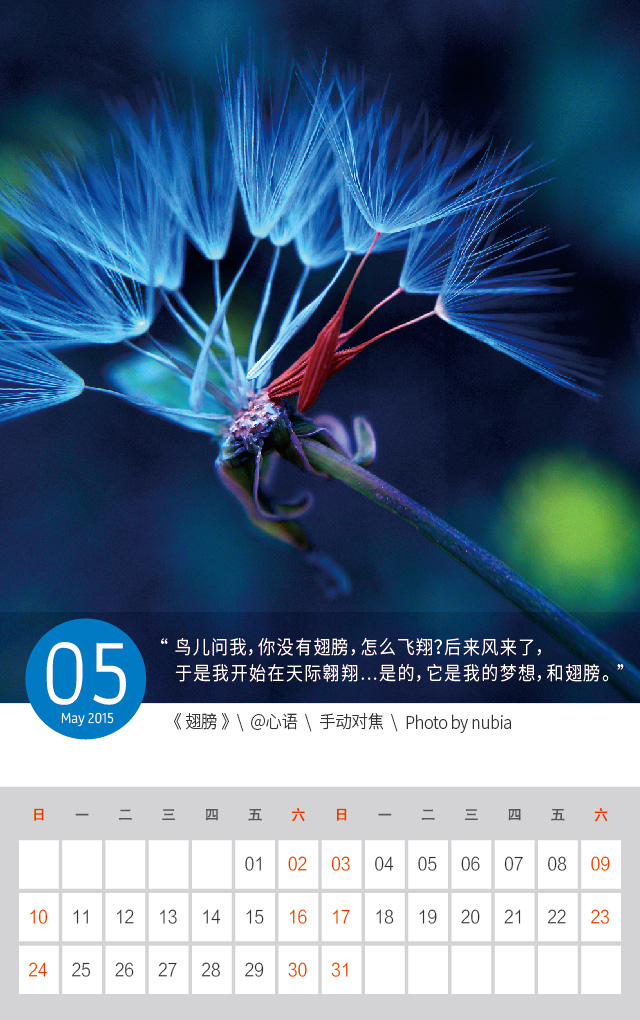 “ 鸟儿问我，你没有翅膀，怎么飞翔？后来风来了，
于是我开始在天际翱翔…是的，它是我的梦想，和翅膀。”
05
May 2015
《 翅膀 》 \ @心语 \ 手动对焦 \ Photo by nubia
日 一 二 三 四 五 六 日 一 二 三 四 五 六
01 02 03 04 05 06 07 08 09
10 11 12 13 14 15 16 17 18 19 20 21 22 23
24 25 26 27 28 29 30 31